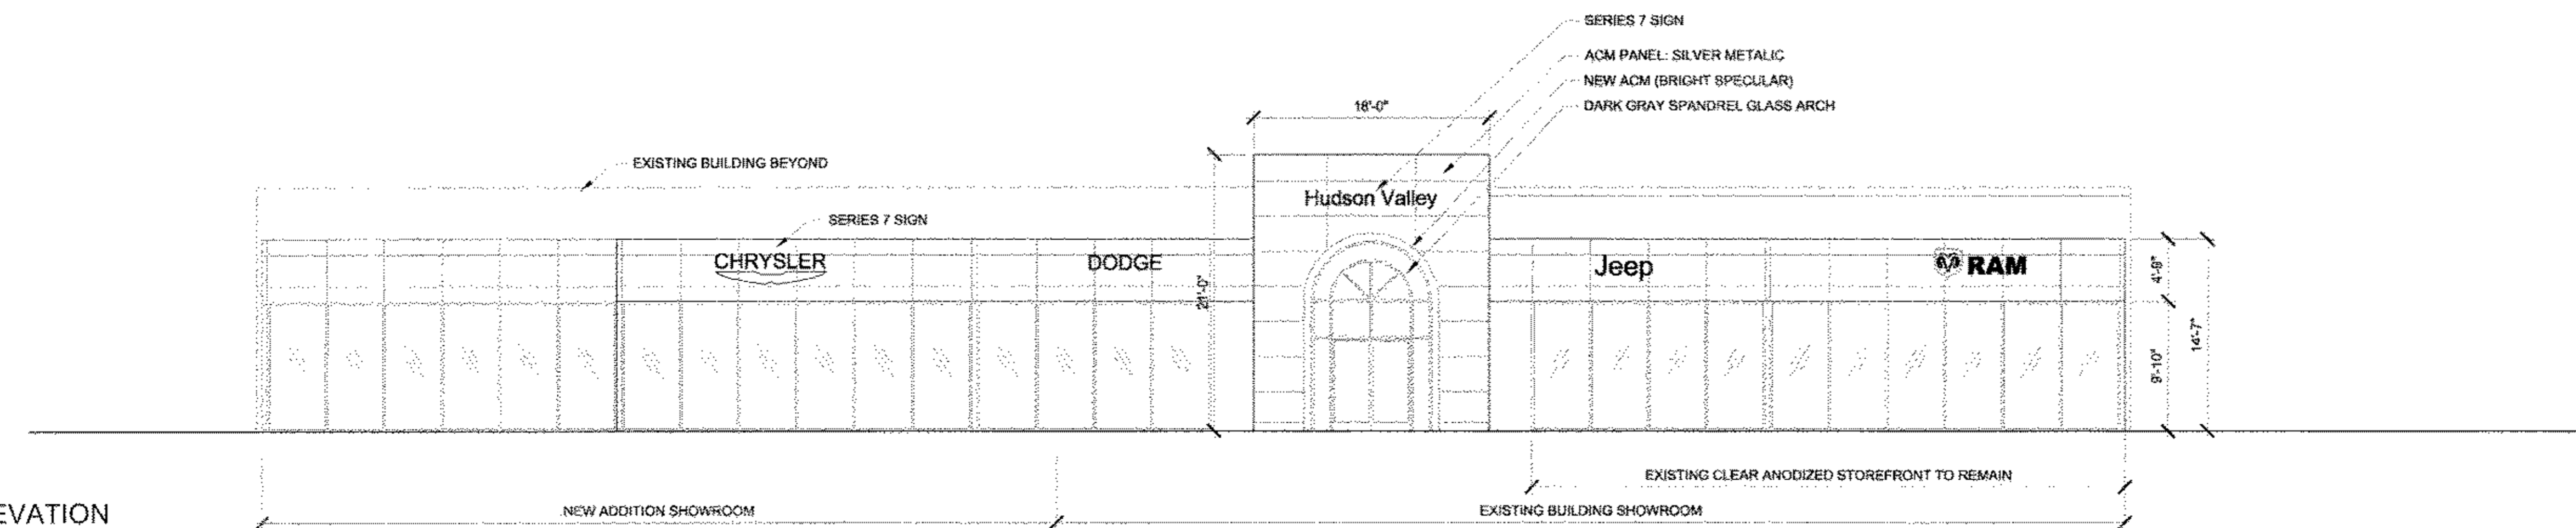 SERIES 7 SIGN
ACM PANEL: SILVER METALIC
NEW ACM (BRIGHT SPECULAR)
DARK GRAY SPANDREL GLASS ARCH
18'-0"
EXISTING BUILDING BEYOND
Hudson Valley
SERIES 7 SIGN
CHRYSLER
DODGE
Jeep
RAM
21'-0"
4'-9"
14'-7"
9'-10"
EXISTING CLEAR ANODIZED STOREFRONT TO REMAIN
EVATION
NEW ADDITION SHOWROOM
EXISTING BUILDING SHOWROOM